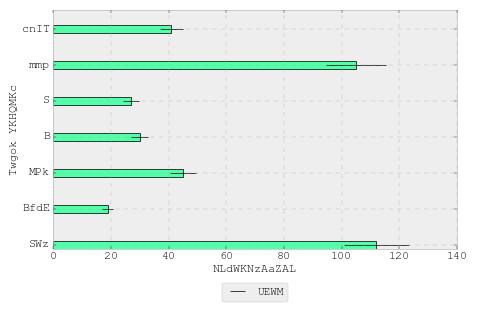 cnIT
mmp
S
B
MPk
BfdE
SWz
Twgok YKHQMKc
0 20 40 60 80 100 120 140
NLdWKNzAaZAL
UEWM